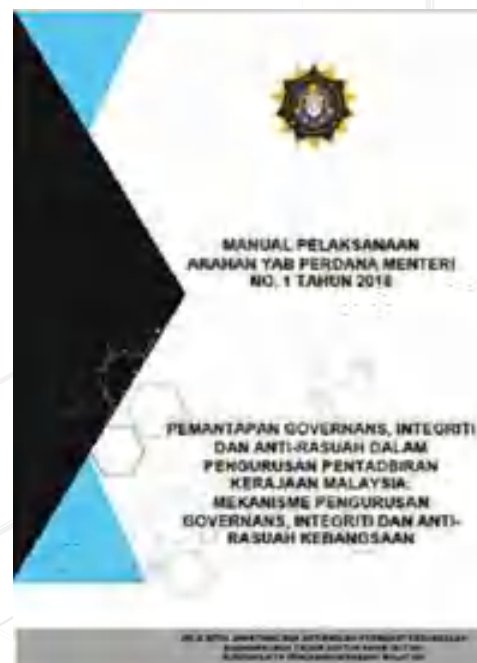 MANUAL PELAKSANAAN
ARAHAN YAB PERDANA MENTERI
NO. 1 TAHUN 2018
PEMANTAPAN GOVERNANS, INTEGRITI
DAN ANTI-RASUAH DALAM
PENGURUSAN PENTADBIRAN
KERAJAAN MALAYSIA:
MEKANISME PENGURUSAN
GOVERNANS, INTEGRITI DAN ANTI-
RASUAH KEBANGSAAN